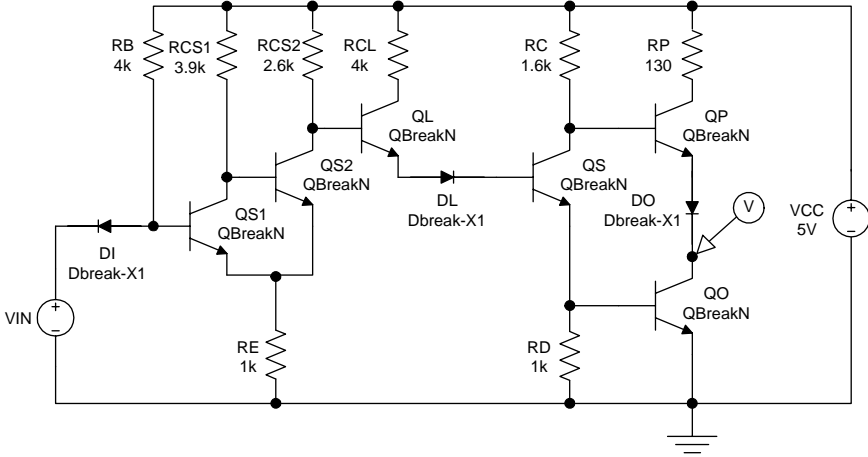 RB
4k
RCS1
3.9k
RCS2
2.6k
RCL
4k
RC
1.6k
RP
130
QL
QBreakN
QP
QBreakN
QS2
QBreakN
QS
QBreakN
DL
Dbreak-X1
DO
Dbreak-X1
V
VCC
5V
QS1
QBreakN
DI
Dbreak-X1
QO
QBreakN
VIN
RE
1k
RD
1k